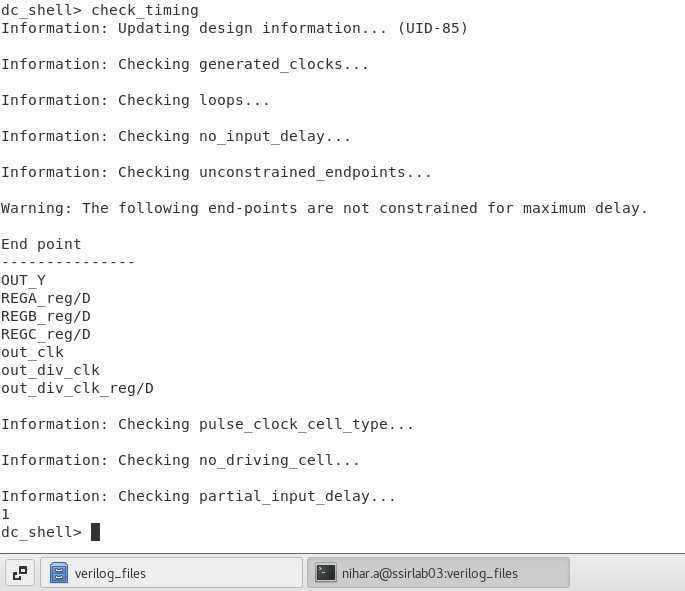 dc_shell> check_timing
Information: Updating design information... (UID-85)
Information: Checking generated_clocks...
Information: Checking loops...
Information: Checking no_input_delay...
Information: Checking unconstrained_endpoints...
Warning: The following end-points are not constrained for maximum delay.
End point
---------------
OUT_Y
REGA_reg/D
REGB_reg/D
REGC_reg/D
out_clk
out_div_clk
out_div_clk_reg/D
Information: Checking pulse_clock_cell_type...
Information: Checking no_driving_cell...
Information: Checking partial_input_delay...
1
dc_shell>
verilog_files
nihar.a@ssirlab03:verilog_files